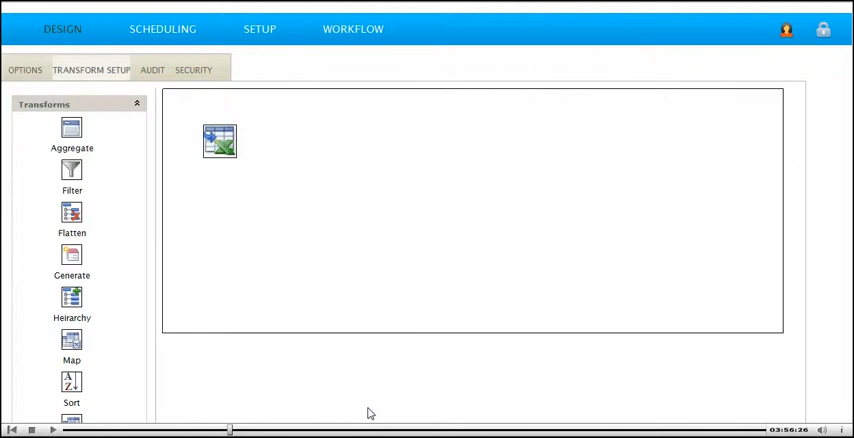 DESIGN SCHEDULING SETUP WORKFLOW
OPTIONS TRANSFORM SETUP AUDIT SECURITY
Transforms
Aggregate
Filter
Flatten
Generate
Heirarchy
Map
A
Z
Sort
03:56:26